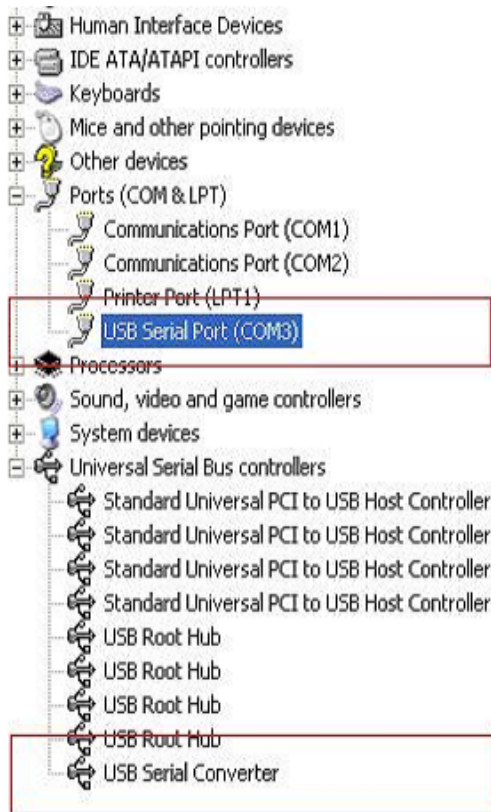 Human Interface Devices
IDE ATA/ATAPI controllers
Keyboards
Mice and other pointing devices
Other devices
Ports (COM & LPT)
Communications Port (COM1)
Communications Port (COM2)
Printer Port (LPT1)
USB Serial Port (COM3)
Processors
Sound, video and game controllers
System devices
Universal Serial Bus controllers
Standard Universal PCI to USB Host Controller
Standard Universal PCI to USB Host Controller
Standard Universal PCI to USB Host Controller
Standard Universal PCI to USB Host Controller
USB Root Hub
USB Root Hub
USB Root Hub
USB Root Hub
USB Serial Converter